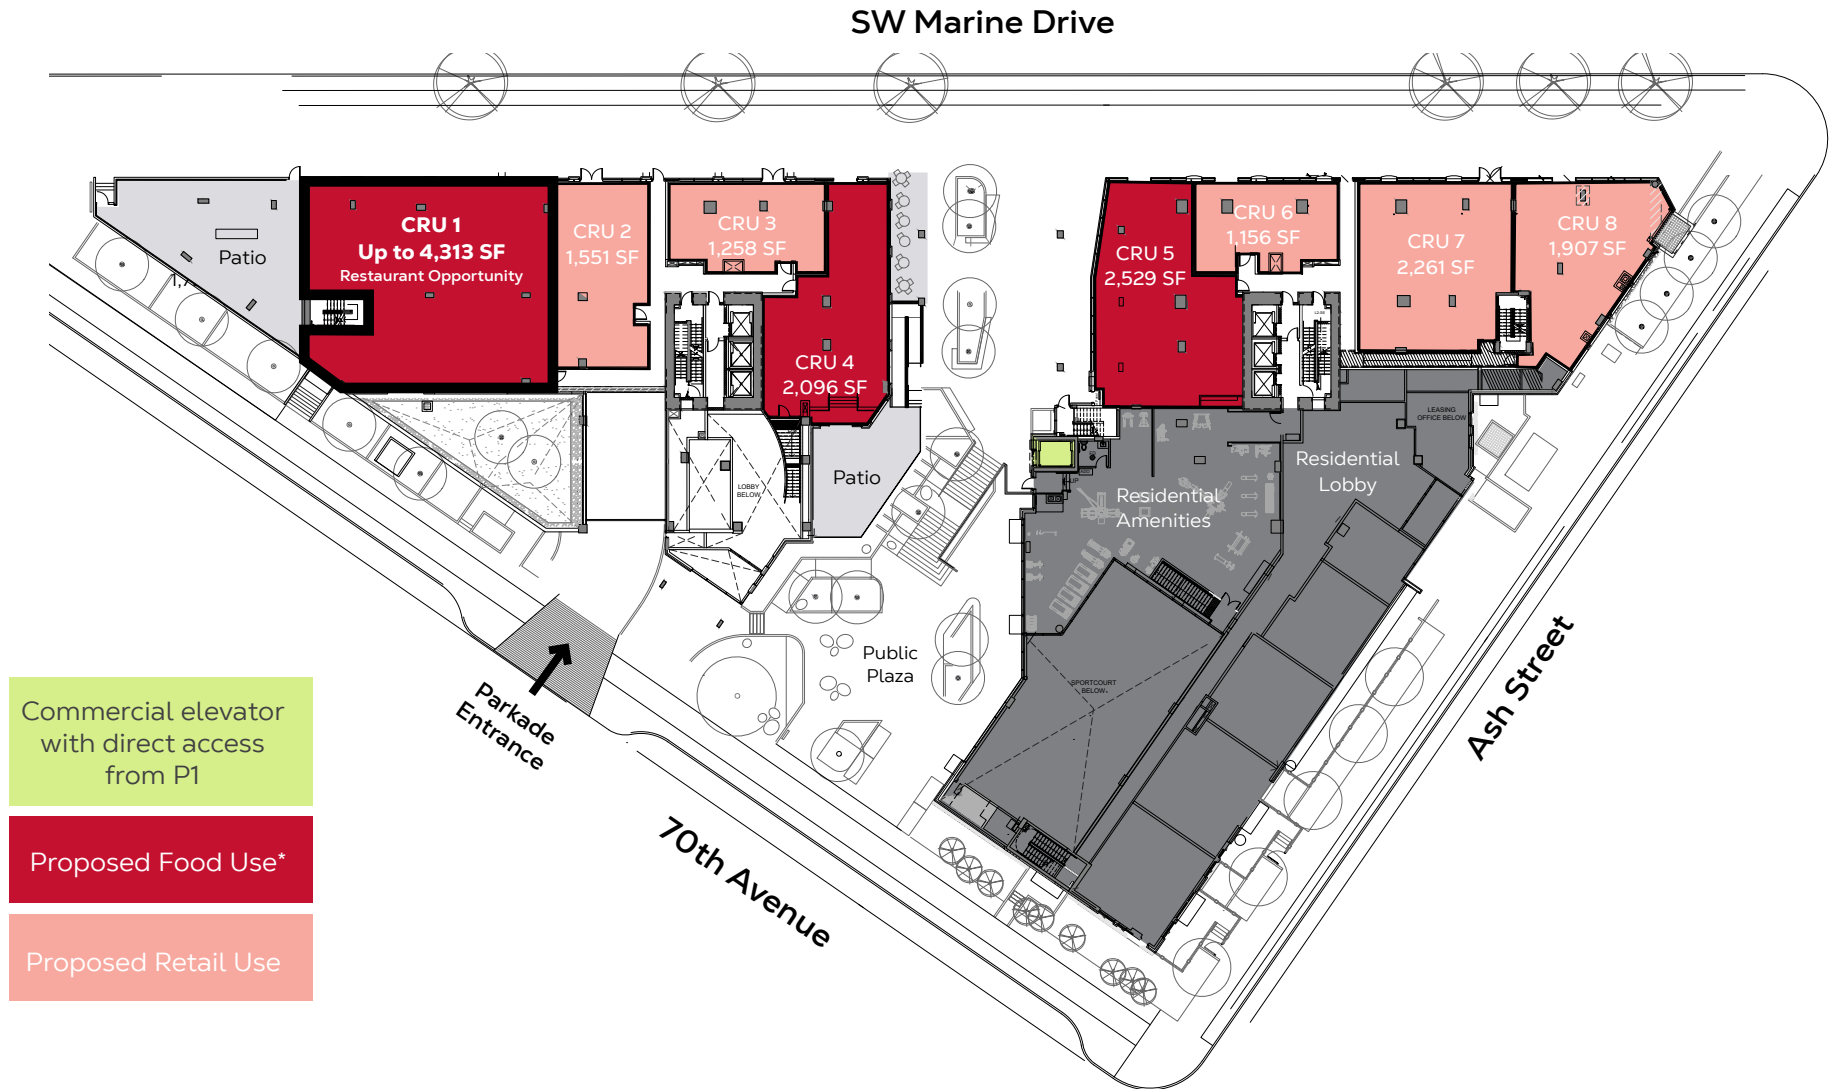 SW Marine Drive
CRU 1
Up to 4,313 SF
Restaurant Opportunity
Patio
CRU 2
1,551 SF
CRU 3
1,258 SF
CRU 4
2,096 SF
CRU 5
2,529 SF
CRU 6
1,156 SF
CRU 7
2,261 SF
CRU 8
1,907 SF
LEASING
OFFICE BELOW
Residential
Lobby
Residential
Amenities
LOBBY
BELOW
Patio
UP
Public
Plaza
SPORTCOURT
BELOW
Parkade
Entrance
Ash Street
70th Avenue
Commercial elevator
with direct access
from P1
Proposed Food Use*
Proposed Retail Use